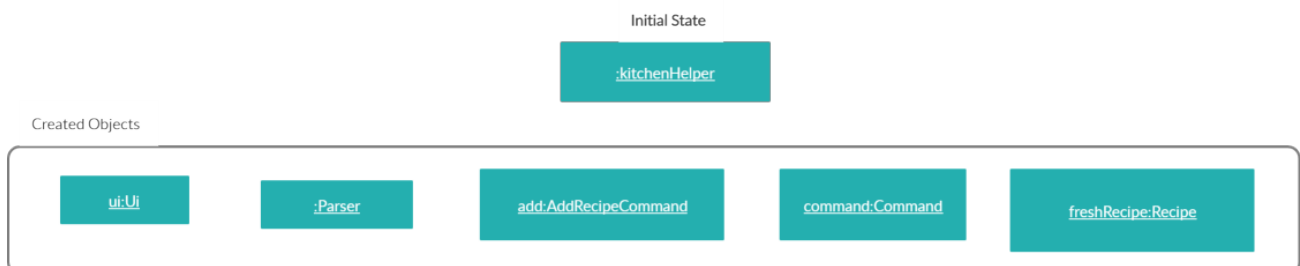 Initial State
:kitchenHelper
Created Objects
ui:Ui
:Parser
add:AddRecipeCommand
command:Command
freshRecipe:Recipe